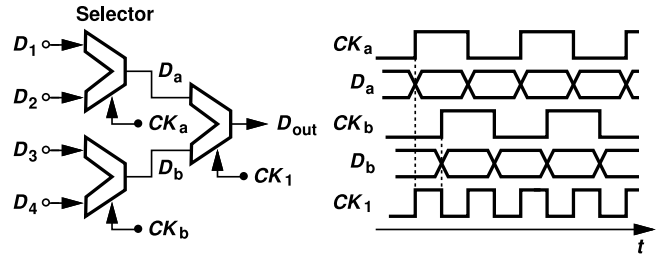 Selector
D1
D2
D3
D4
Da
Db
CKa
CKb
CK1
Dout
CKa
Da
CKb
Db
CK1
t